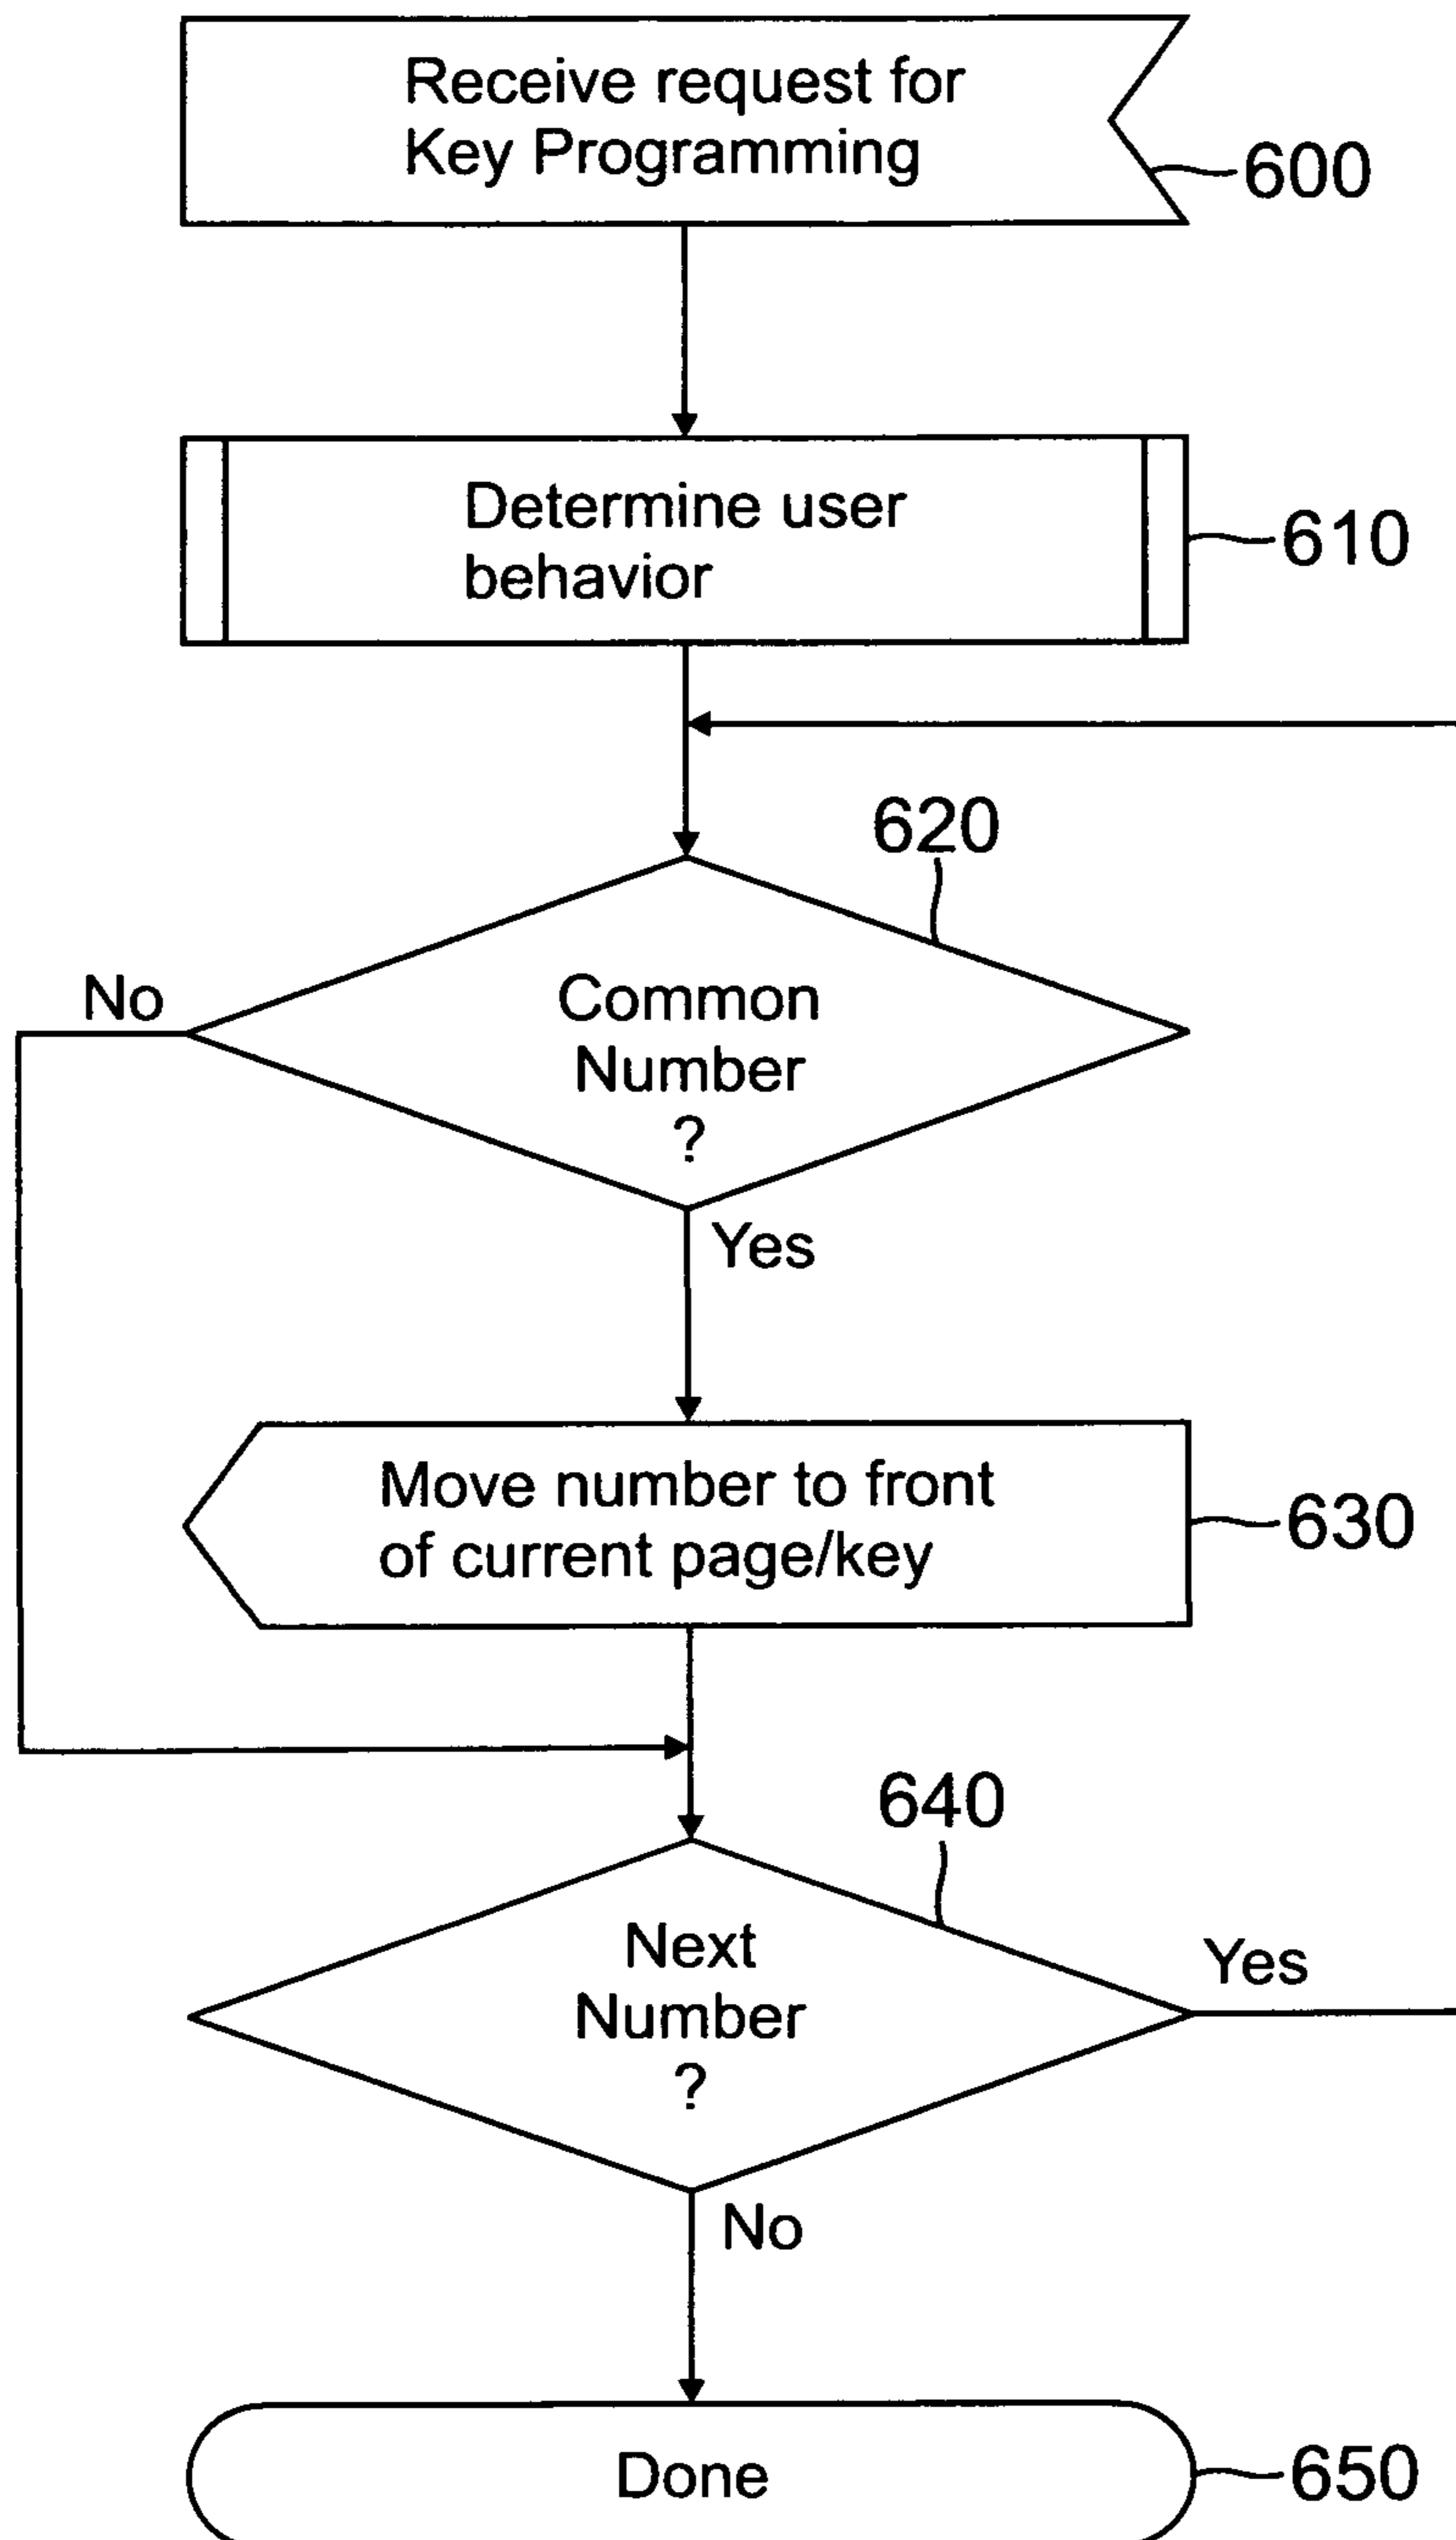 Receive request for
Key Programming
600
Determine user
behavior
610
620
No
Common
Number
?
Yes
Move number to front
of current page/key
630
640
Next
Number
?
Yes
No
Done
650